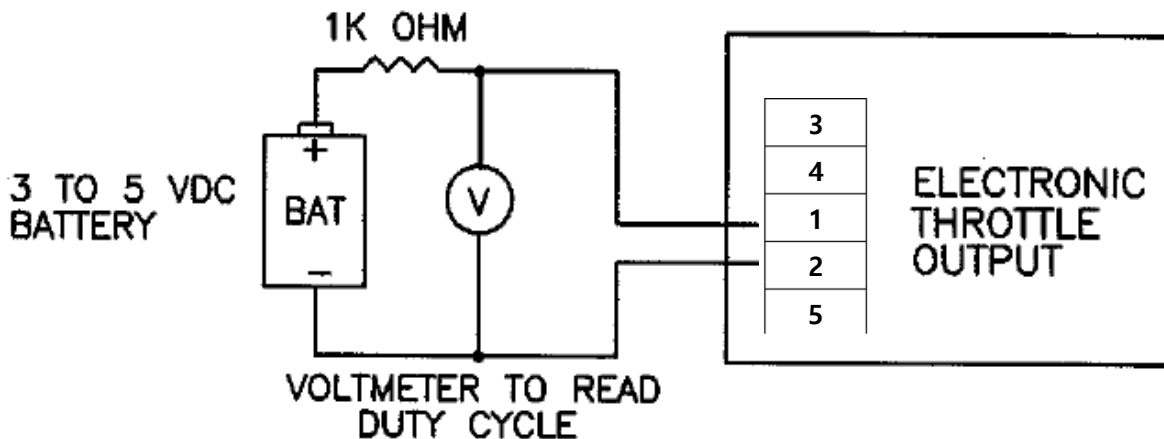 1K OHM
3 TO 5 VDC
BATTERY
+
BAT
-
V
3
4
1
2
5
ELECTRONIC
THROTTLE
OUTPUT
VOLTMETER TO READ
DUTY CYCLE